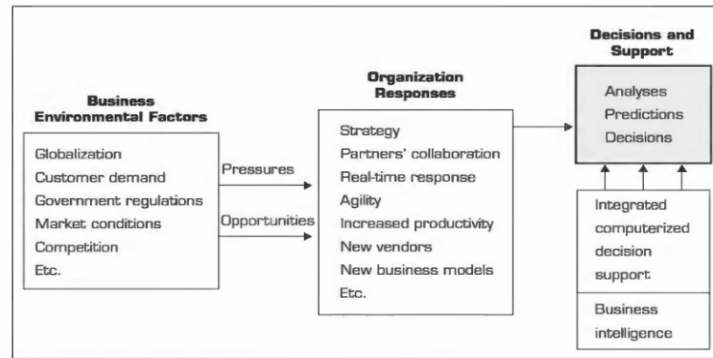 Business
Environmental Factors
Globalization
Customer demand
Government regulations
Market conditions
Competition
Etc.
Pressures
Opportunities
Organization
Responses
Strategy
Partners' collaboration
Real-time response
Agility
Increased productivity
New vendors
New business models
Etc.
Decisions and
Support
Analyses
Predictions
Decisions
Integrated
computerized
decision
support
Business
intelligence